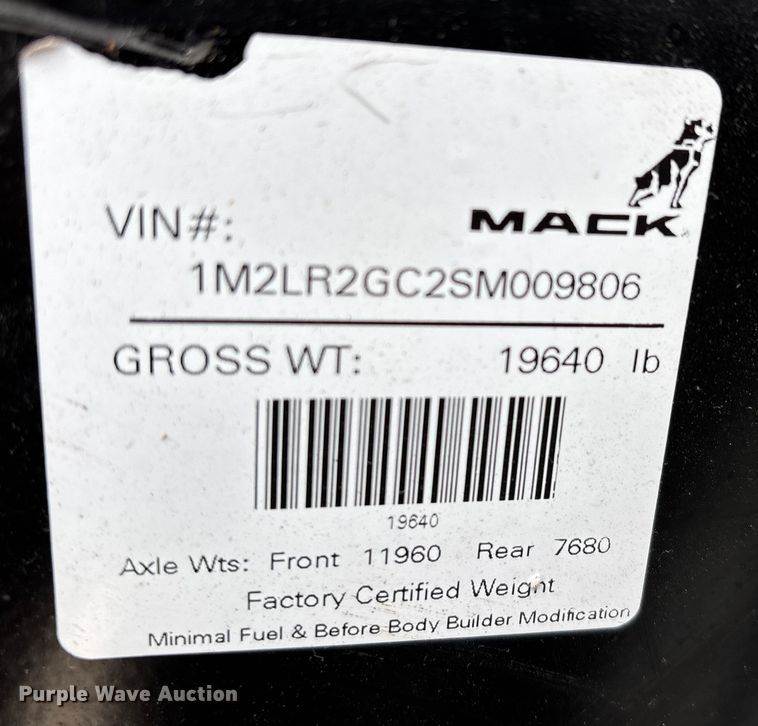 MACK
VIN#:
1M2LR2GC2SM009806
GROSS WT: 19640 lb
19640
Axle Wts: Front 11960 Rear 7680
Factory Certified Weight
Minimal Fuel & Before Body Builder Modification
Purple Wave Auction